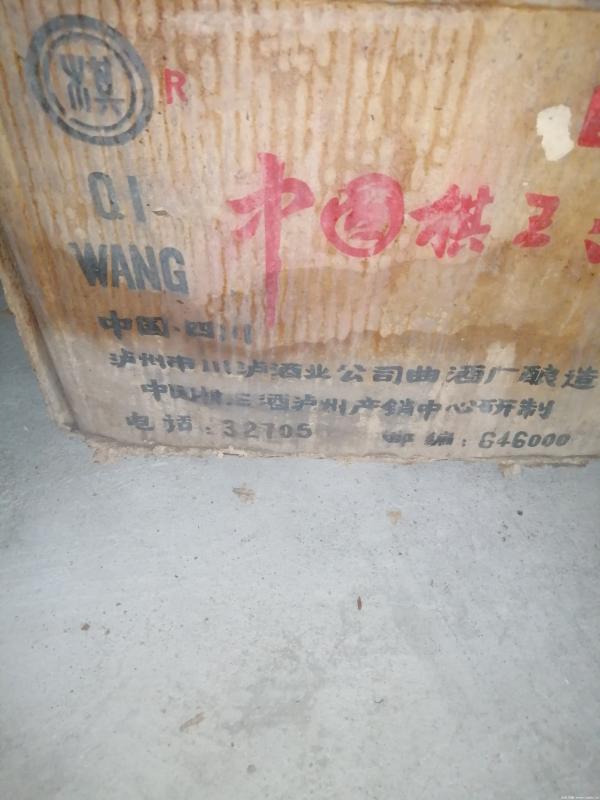 棋
R
QI
WANG
中国棋王
中国·四川
泸州市川泸酒业公司曲酒厂酿造
中国棋王酒泸州产销中心研制
电话:32705
邮编:646000